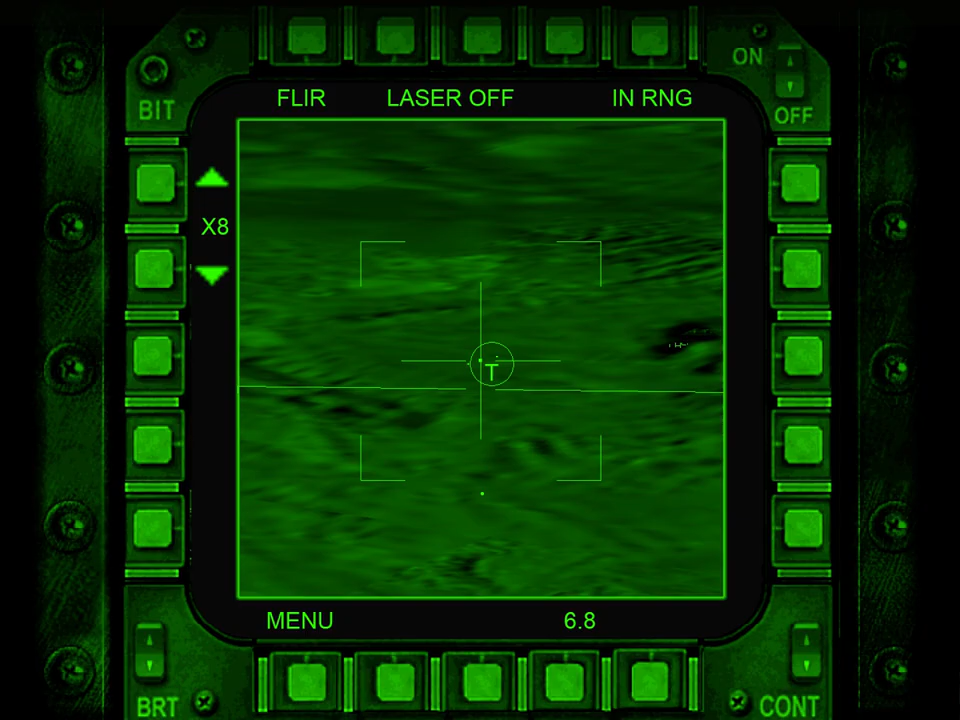 ON
BIT
OFF
FLIR LASER OFF IN RNG
X8
T
MENU 6.8
BRT
CONT